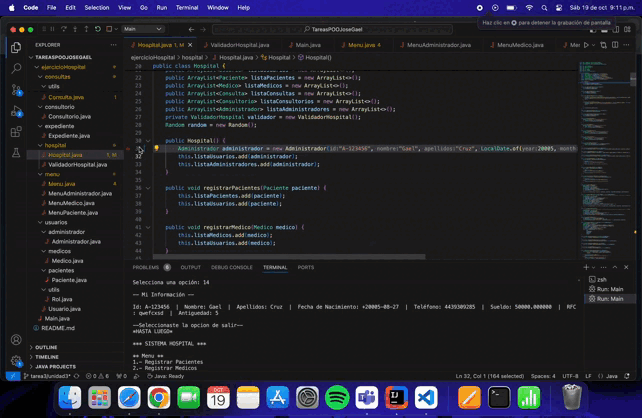 Code File Edit Selection View Go Run Terminal Window Help
Sáb 19 de oct 9:11 p.m.
Haz clic en para detener la grabación de pantalla
Main
TareasPOOJoseGael
EXPLORER
Hospital.java 1, M
ValidadorHospital.java
Main.java
Menu.java 4
MenuAdministrador.java
MenuMedico.java
TAREASPOOJOSEGAEL
ejercicioHospital
consultas
utils
Consulta.java 1
consultorio
Consultorio.java
expediente
Expediente.java
hospital
Hospital.java 1, M
ValidadorHospital.java
menu
Menu.java 4
MenuAdministrador.java
MenuMedico.java
MenuPaciente.java
usuarios
administrador
Administrador.java
medicos
Medico.java
pacientes
Paciente.java
utils
Rol.java
Usuario.java
Main.java
README.md
OUTLINE
TIMELINE
JAVA PROJECTS
ejercicioHospital > hospital > Hospital.java > Hospital > Hospital()
20 public class Hospital {
22 public ArrayList<Paciente> listaPacientes = new ArrayList<>();
23 public ArrayList<Medico> listaMedicos = new ArrayList<>();
24 public ArrayList<Consulta> listaConsultas = new ArrayList<>();
25 public ArrayList<Consultorio> listaConsultorios = new ArrayList<>();
26 public ArrayList<Administrador> listaAdministradores = new ArrayList<>();
27 private ValidadorHospital validador = new ValidadorHospital();
28 Random random = new Random();
30 public Hospital() {
Administrador administrador = new Administrador(id:"A-123456", nombre:"Gael", apellidos:"Cruz", LocalDate.of(year:20005, month
32 this.listaUsuarios.add(administrador);
33 this.listaAdministradores.add(administrador);
34 }
36 public void registrarPacientes(Paciente paciente) {
37 this.listaPacientes.add(paciente);
38 this.listaUsuarios.add(paciente);
39 }
41 public void registrarMedico(Medico medico) {
42 this.listaMedicos.add(medico);
43 this.listaUsuarios.add(medico);
44 }
PROBLEMS 6 OUTPUT DEBUG CONSOLE TERMINAL PORTS
zsh
Run: Main
Run: Main
Selecciona una opción: 14
-- Mi Información --
Id: A-123456 | Nombre: Gael | Apellidos: Cruz | Fecha de Nacimiento: +20005-08-27 | Teléfono: 4439309285 | Sueldo: 50000.000000 | RFC
: qwefcxsd | Antiguedad: 5
--Selecionaste la opcion de salir--
*HASTA LUEGO*
*** SISTEMA HOSPITAL ***
** Menu **
1.- Registrar Pacientes
2.- Registrar Medicos
tarea3/unidad3*
0 6
0
Java: Ready
Ln 32, Col 1 (164 selected) Spaces: 4 UTF-8 LF {} Java
OCT
19